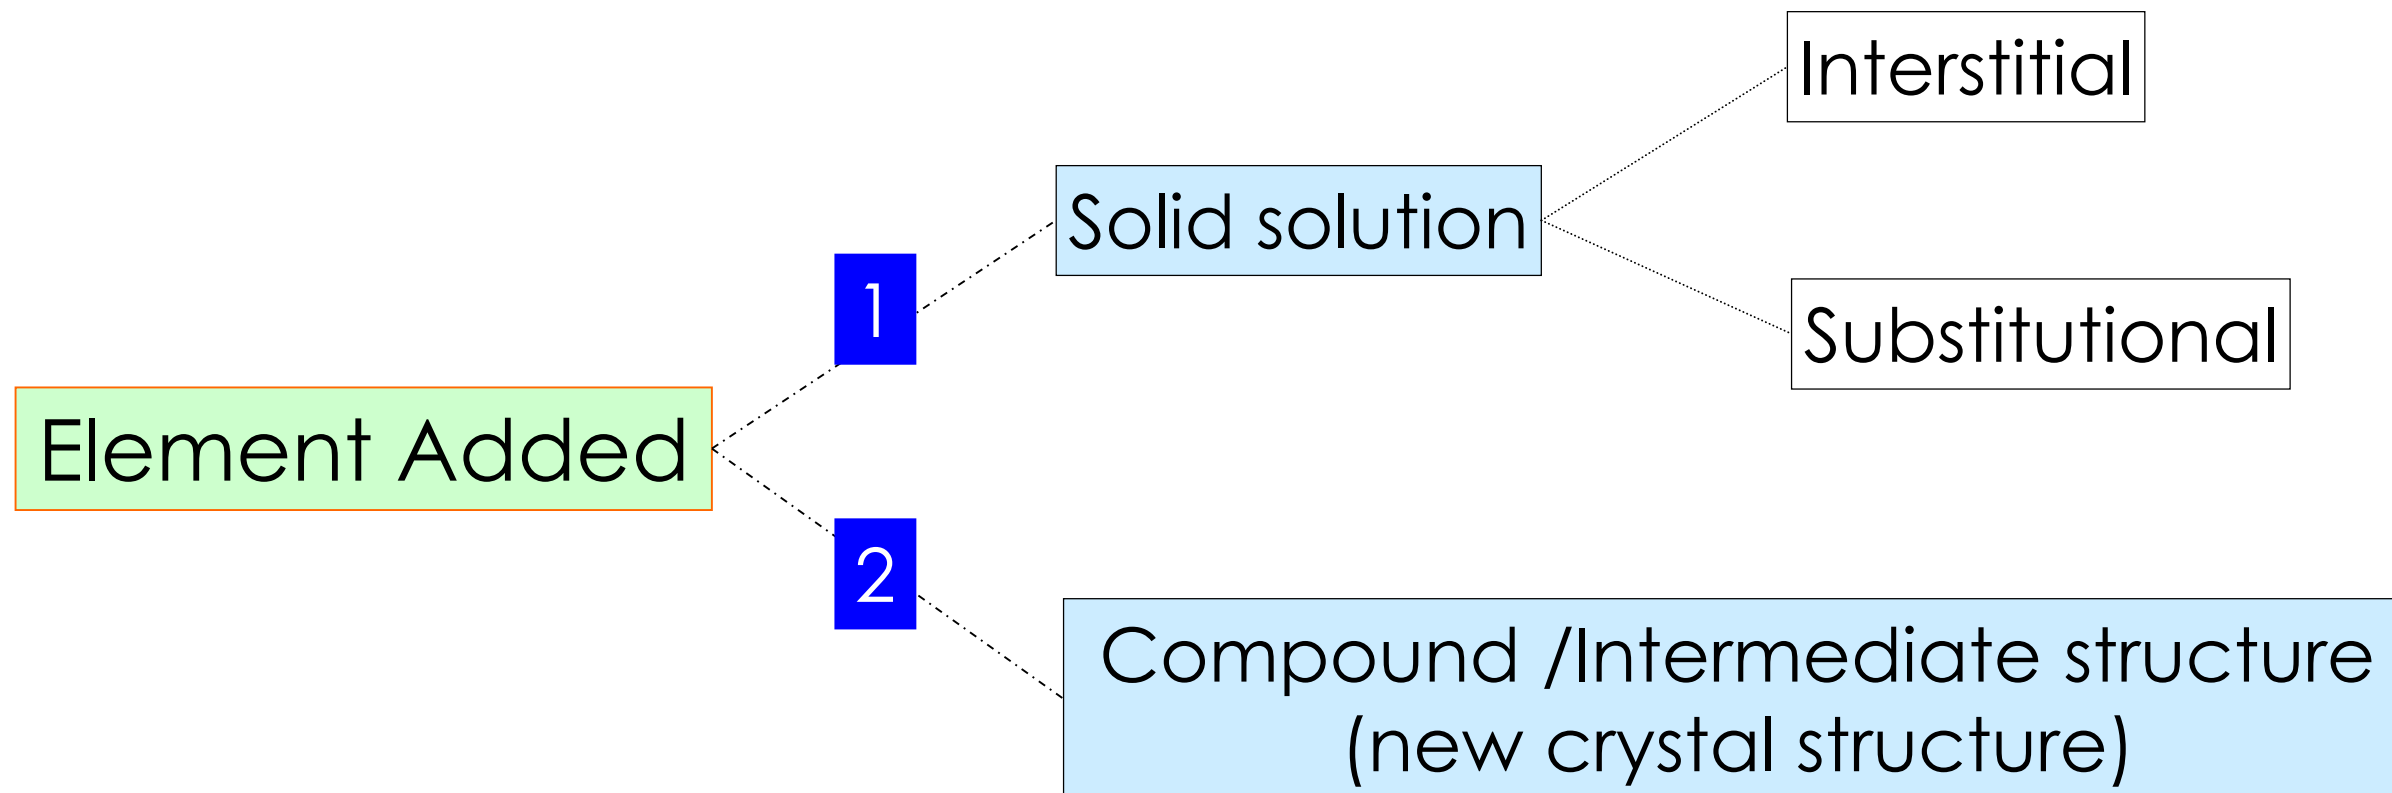 Interstitial
Solid solution
1
Substitutional
Element Added
2
Compound /Intermediate structure
(new crystal structure)